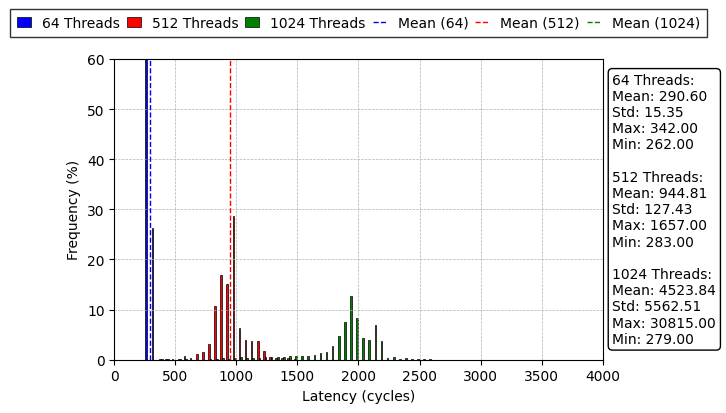 64 Threads 512 Threads 1024 Threads Mean (64) Mean (512) Mean (1024)
60
50
40
30
20
10
0
Frequency (%)
0 500 1000 1500 2000 2500 3000 3500 4000
Latency (cycles)
64 Threads:
Mean: 290.60
Std: 15.35
Max: 342.00
Min: 262.00
512 Threads:
Mean: 944.81
Std: 127.43
Max: 1657.00
Min: 283.00
1024 Threads:
Mean: 4523.84
Std: 5562.51
Max: 30815.00
Min: 279.00